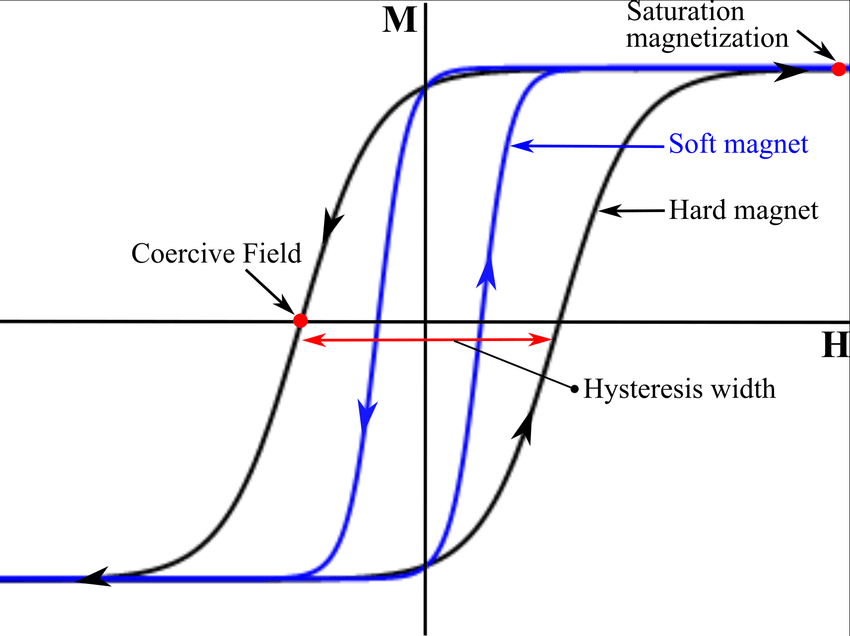 M
Saturation
magnetization
Soft magnet
Hard magnet
Coercive Field
H
Hysteresis width